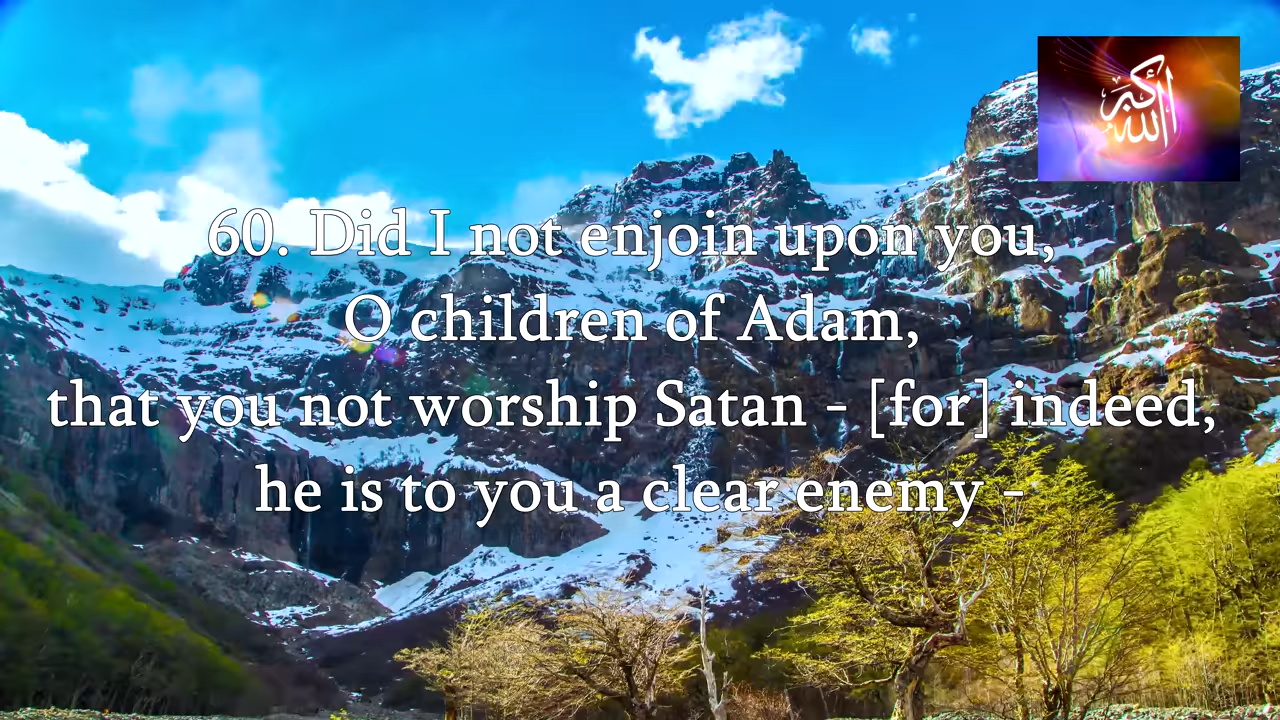 الله أكبر
60. Did I not enjoin upon you,
O children of Adam,
that you not worship Satan - [for] indeed,
he is to you a clear enemy -